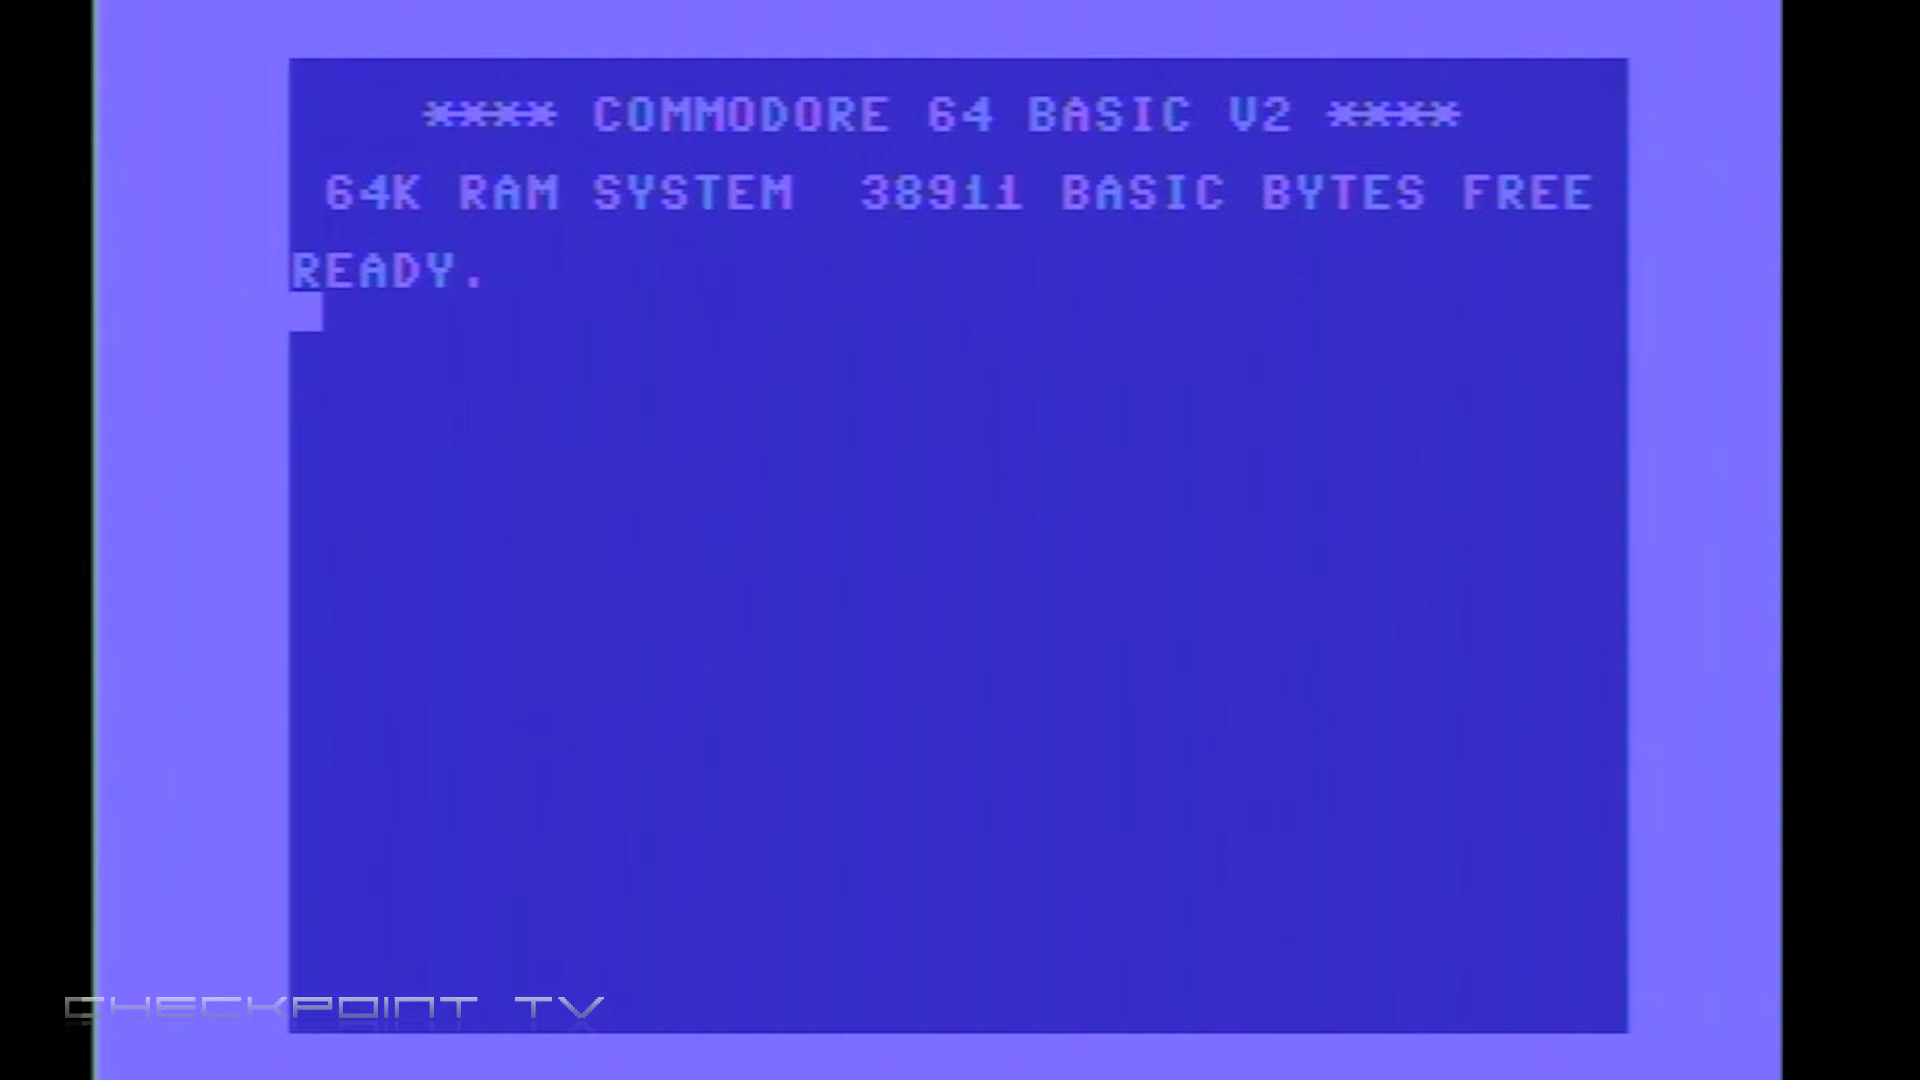 **** COMMODORE 64 BASIC V2 ****
64K RAM SYSTEM  38911 BASIC BYTES FREE
READY.
CHECKPOINT TV